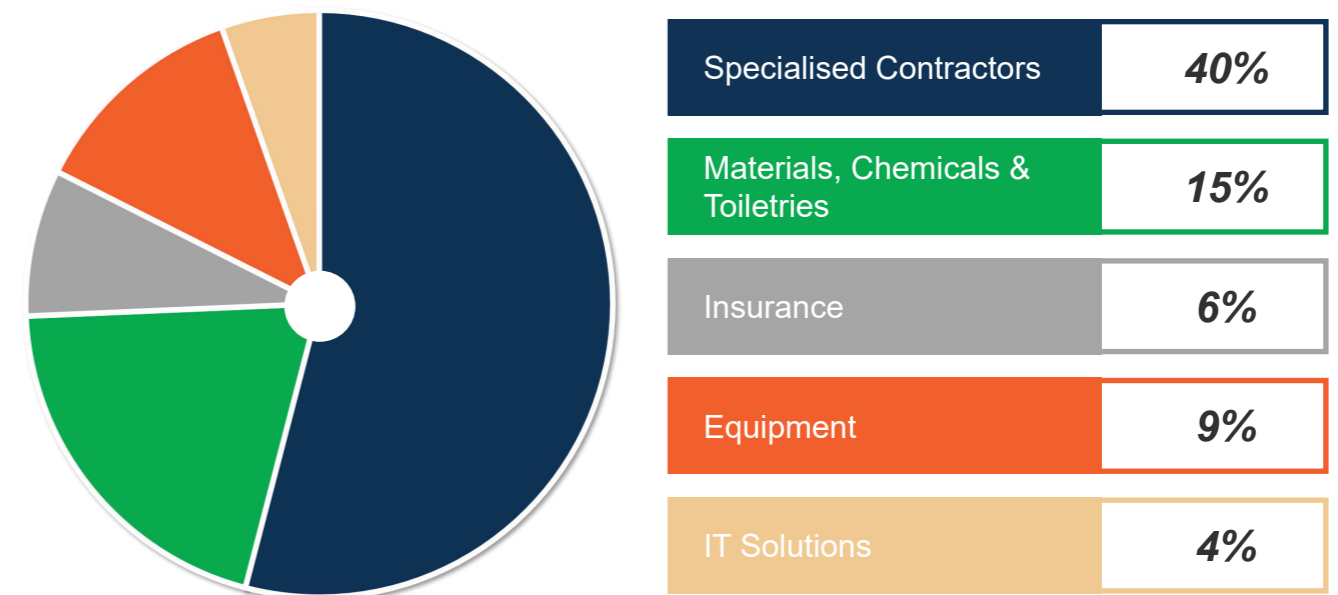 Specialised Contractors
40%
Materials, Chemicals &
Toiletries
15%
Insurance
6%
Equipment
9%
IT Solutions
4%